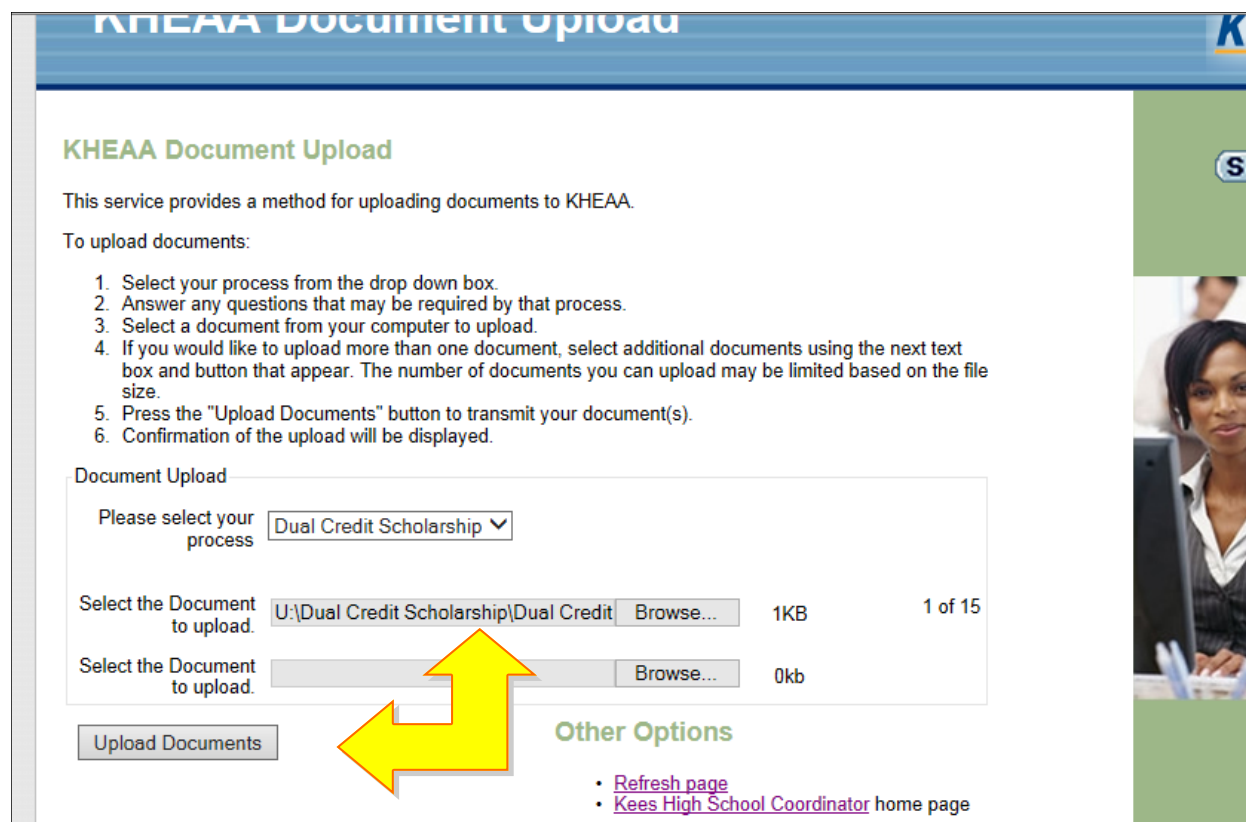 KHEAA Document Upload
KHEAA Document Upload
This service provides a method for uploading documents to KHEAA.
To upload documents:
1. Select your process from the drop down box.
2. Answer any questions that may be required by that process.
3. Select a document from your computer to upload.
4. If you would like to upload more than one document, select additional documents using the next text
box and button that appear. The number of documents you can upload may be limited based on the file
size.
5. Press the "Upload Documents" button to transmit your document(s).
6. Confirmation of the upload will be displayed.
Document Upload
Please select your
process
Dual Credit Scholarship
Select the Document
to upload.
U:\Dual Credit Scholarship\Dual Credit
Browse...
1KB
1 of 15
Select the Document
to upload.
Browse...
0kb
Upload Documents
Other Options
• Refresh page
• Kees High School Coordinator home page